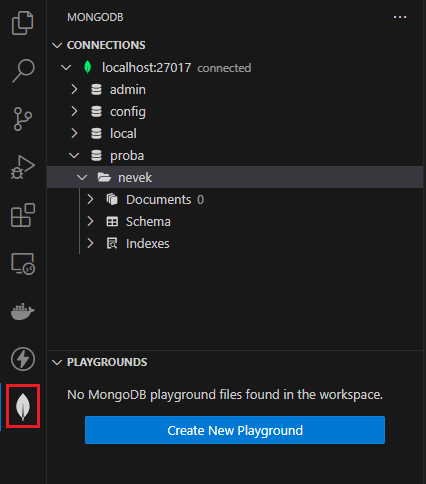 MONGODB
CONNECTIONS
localhost:27017 connected
admin
config
local
proba
nevek
Documents 0
Schema
Indexes
PLAYGROUNDS
No MongoDB playground files found in the workspace.
Create New Playground